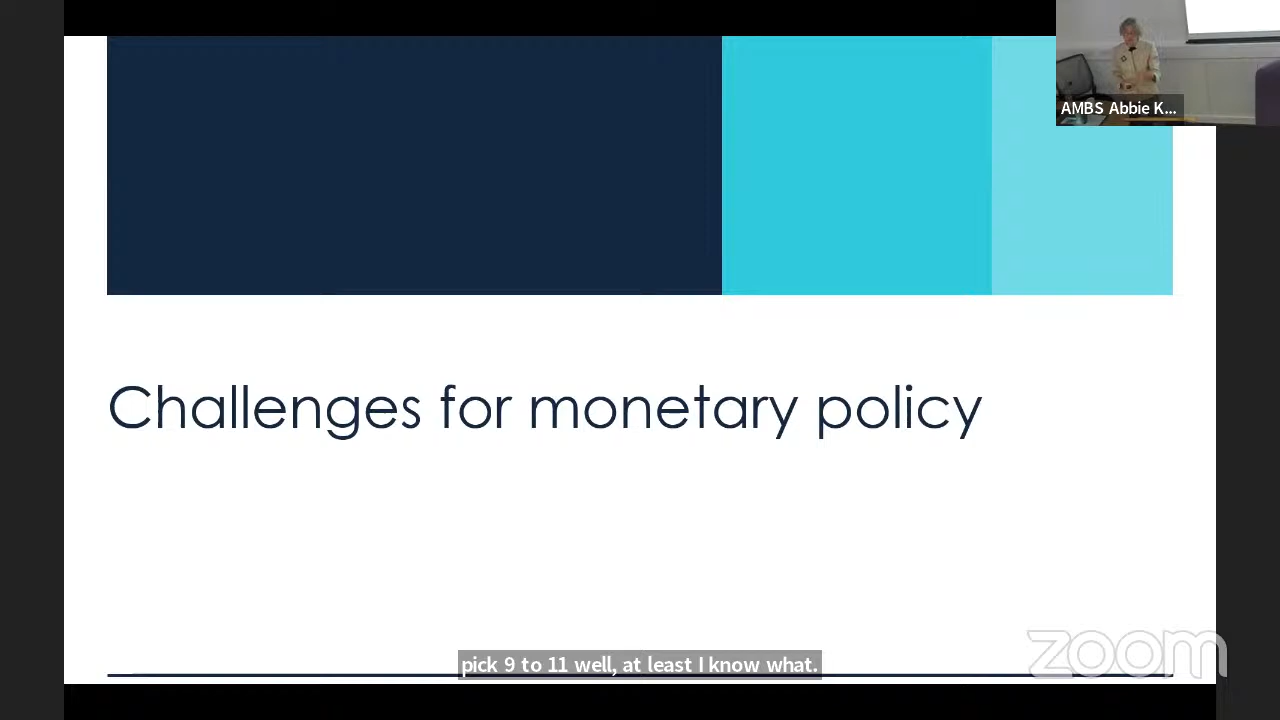 AMBS Abbie K...
Challenges for monetary policy
pick 9 to 11 well, at least I know what.
zoom